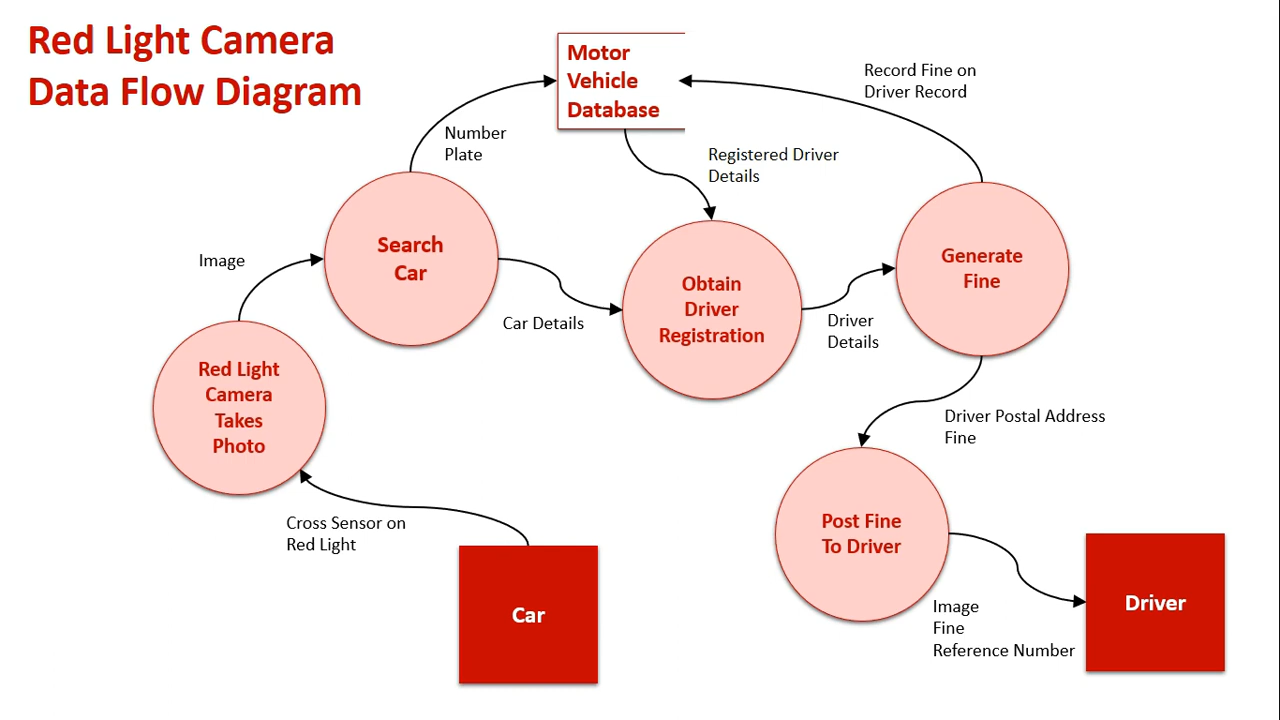 Red Light Camera
Data Flow Diagram
Motor
Vehicle
Database
Record Fine on
Driver Record
Number
Plate
Registered Driver
Details
Search
Car
Image
Generate
Fine
Obtain
Driver
Registration
Car Details
Driver
Details
Red Light
Camera
Takes
Photo
Driver Postal Address
Fine
Cross Sensor on
Red Light
Post Fine
To Driver
Car
Driver
Image
Fine
Reference Number